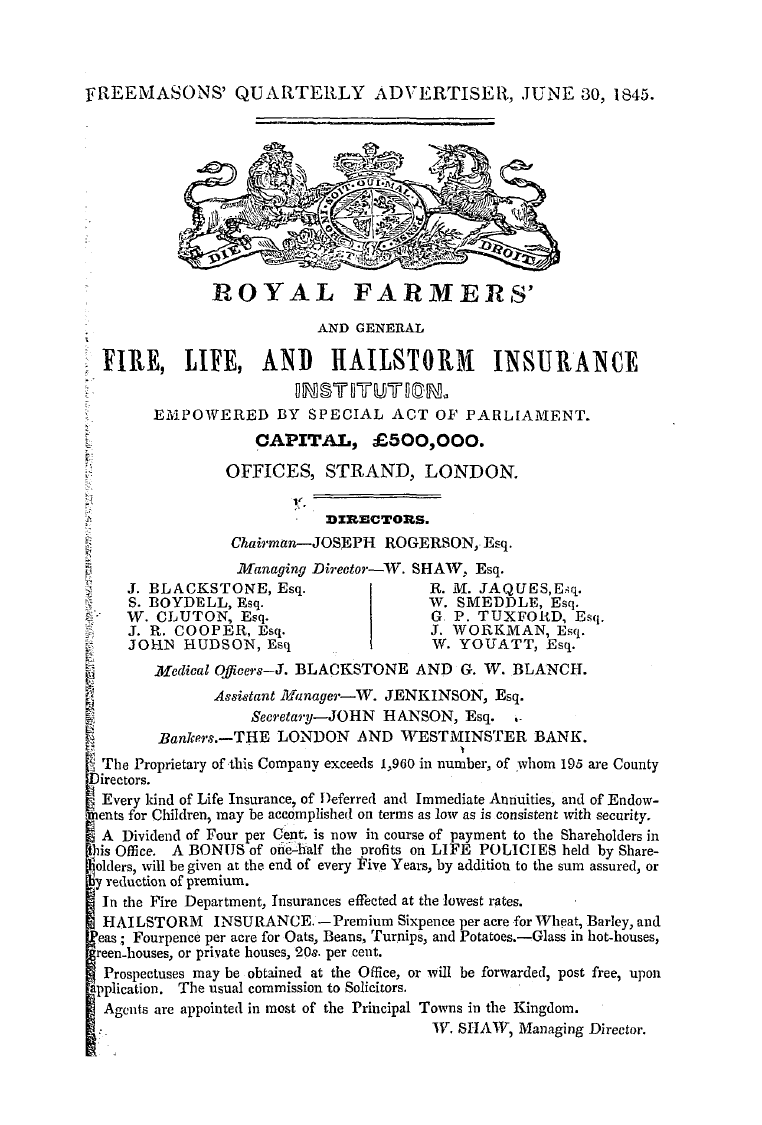 FREEMASONS' QUARTERLY ADVERTISER, JUNE 30, 1845.
SOIT·QUI·MAL·Y
DIEU ET DROIT
ROYAL FARMERS'
AND GENERAL
FIRE, LIFE, AND HAILSTORM INSURANCE
INSTITUTION.
EMPOWERED BY SPECIAL ACT OF PARLIAMENT.
CAPITAL, £500,000.
OFFICES, STRAND, LONDON.
DIRECTORS.
Chairman—JOSEPH ROGERSON, Esq.
Managing Director—W. SHAW, Esq.
J. BLACKSTONE, Esq.
S. BOYDELL, Esq.
W. CLUTON, Esq.
J. R. COOPER, Esq.
JOHN HUDSON, Esq
R. M. JAQUES, Esq.
W. SMEDDLE, Esq.
G P. TUXFORD, Esq.
J. WORKMAN, Esq.
W. YOUATT, Esq.
Medical Officers—J. BLACKSTONE AND G. W. BLANCH.
Assistant Manager—W. JENKINSON, Esq.
Secretary—JOHN HANSON, Esq.
Bankers.—THE LONDON AND WESTMINSTER BANK.
The Proprietary of this Company exceeds 1,960 in number, of whom 195 are County
Directors.
Every kind of Life Insurance, of Deferred and Immediate Annuities, and of Endow-
ments for Children, may be accomplished on terms as low as is consistent with security.
A Dividend of Four per Cent. is now in course of payment to the Shareholders in
this Office. A BONUS of one-half the profits on LIFE POLICIES held by Share-
holders, will be given at the end of every Five Years, by addition to the sum assured, or
by reduction of premium.
In the Fire Department, Insurances effected at the lowest rates.
HAILSTORM INSURANCE.—Premium Sixpence per acre for Wheat, Barley, and
Peas; Fourpence per acre for Oats, Beans, Turnips, and Potatoes.—Glass in hot-houses,
green-houses, or private houses, 20s. per cent.
Prospectuses may be obtained at the Office, or will be forwarded, post free, upon
application. The usual commission to Solicitors.
Agents are appointed in most of the Principal Towns in the Kingdom.
W. SHAW, Managing Director.